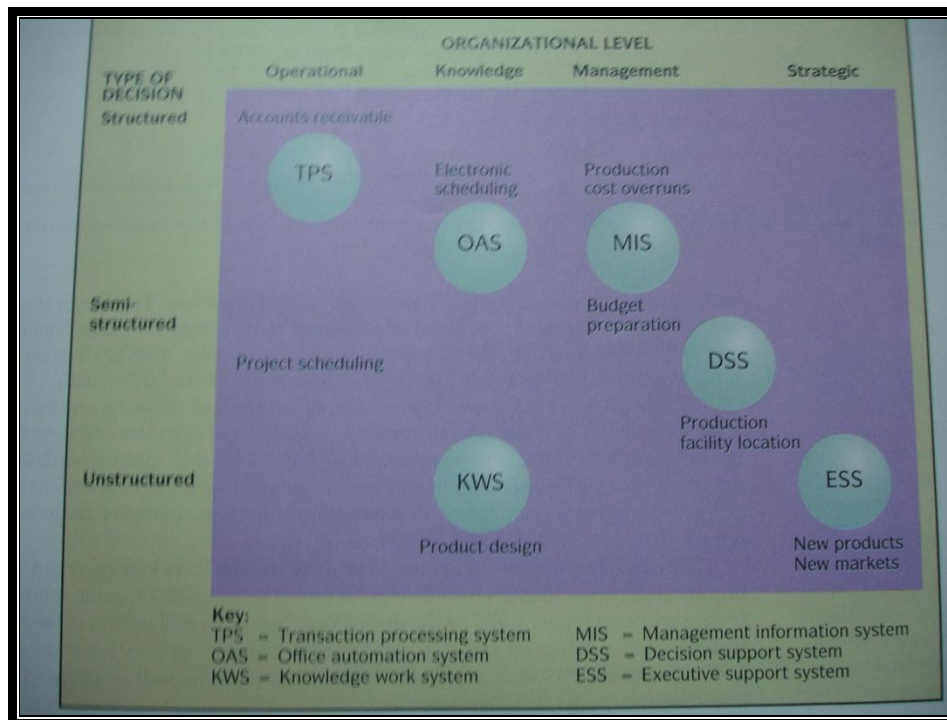 ORGANIZATIONAL LEVEL
TYPE OF
DECISION
Operational Knowledge Management Strategic
Structured
Accounts receivable
TPS
Electronic
scheduling
OAS
Production
cost overruns
MIS
Semi-
structured
Budget
preparation
Project scheduling
DSS
Production
facility location
Unstructured
KWS
Product design
ESS
New products
New markets
Key:
TPS = Transaction processing system
OAS = Office automation system
KWS = Knowledge work system
MIS = Management information system
DSS = Decision support system
ESS = Executive support system